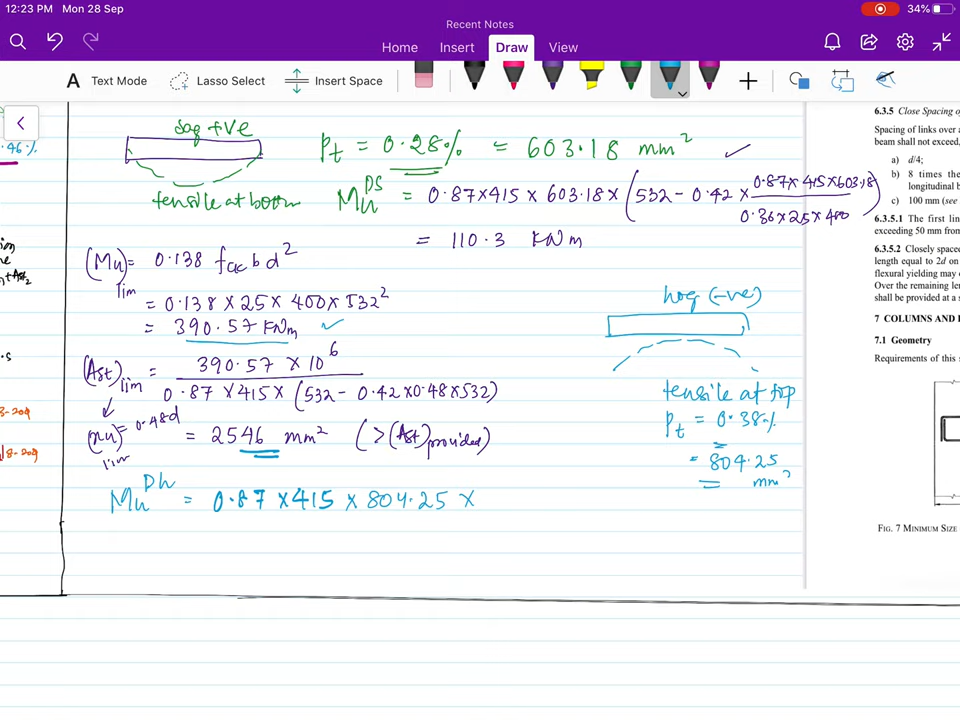 12:23 PM Mon 28 Sep
34%
Recent Notes
Home Insert Draw View
Text Mode
Lasso Select
Insert Space
.46%
sag +ve
tensile at bottom
Pt = 0.28% = 603.18 mm²
Mu^DS = 0.87×415 × 603.18 × (532 - 0.42 × 0.87×415×603.18 / 0.36×25×400)
= 110.3 KNm
(Mu)lim = 0.138 fack b d²
= 0.138 × 25 × 400 × 532²
= 390.57 KNm
(Ast)lim = 390.57 × 10⁶ / 0.87 × 415 × (532 - 0.42×0.48×532)
(xu)lim = 0.48d
= 2546 mm² (>(Ast)provided)
Mu^Dh = 0.87 × 415 × 804.25 ×
hog (-ve)
tensile at top
Pt = 0.38%
= 804.25 mm²
6.3.5 Close Spacing of
Spacing of links over a
beam shall not exceed,
a) d/4;
b) 8 times the
longitudinal b
c) 100 mm (see
6.3.5.1 The first lin
exceeding 50 mm from
6.3.5.2 Closely spaced
length equal to 2d on
flexural yielding may
Over the remaining len
shall be provided at a s
7 COLUMNS AND I
7.1 Geometry
Requirements of this s
FIG. 7 MINIMUM SIZE